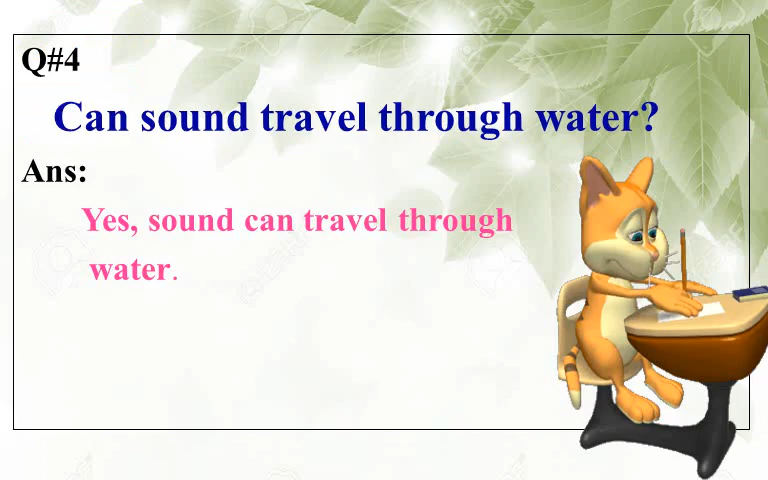 Q#4
Can sound travel through water?
Ans:
Yes, sound can travel through
water.